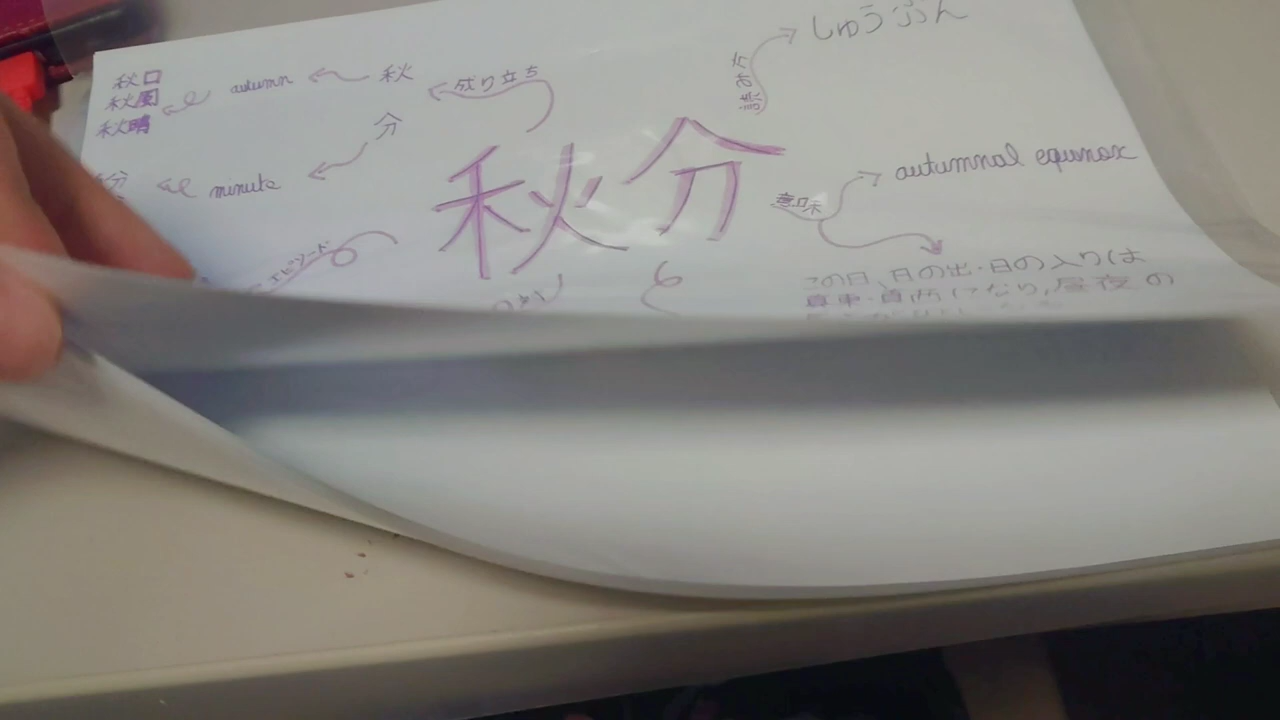 しゅうぶん
読み方
成り立ち
秋
autumn
秋口
秋風
秋晴
分
minute
分
秋分
意味
autumnal equinox
この日、日の出・日の入りは
真東・真西になり、昼夜の
エピソード